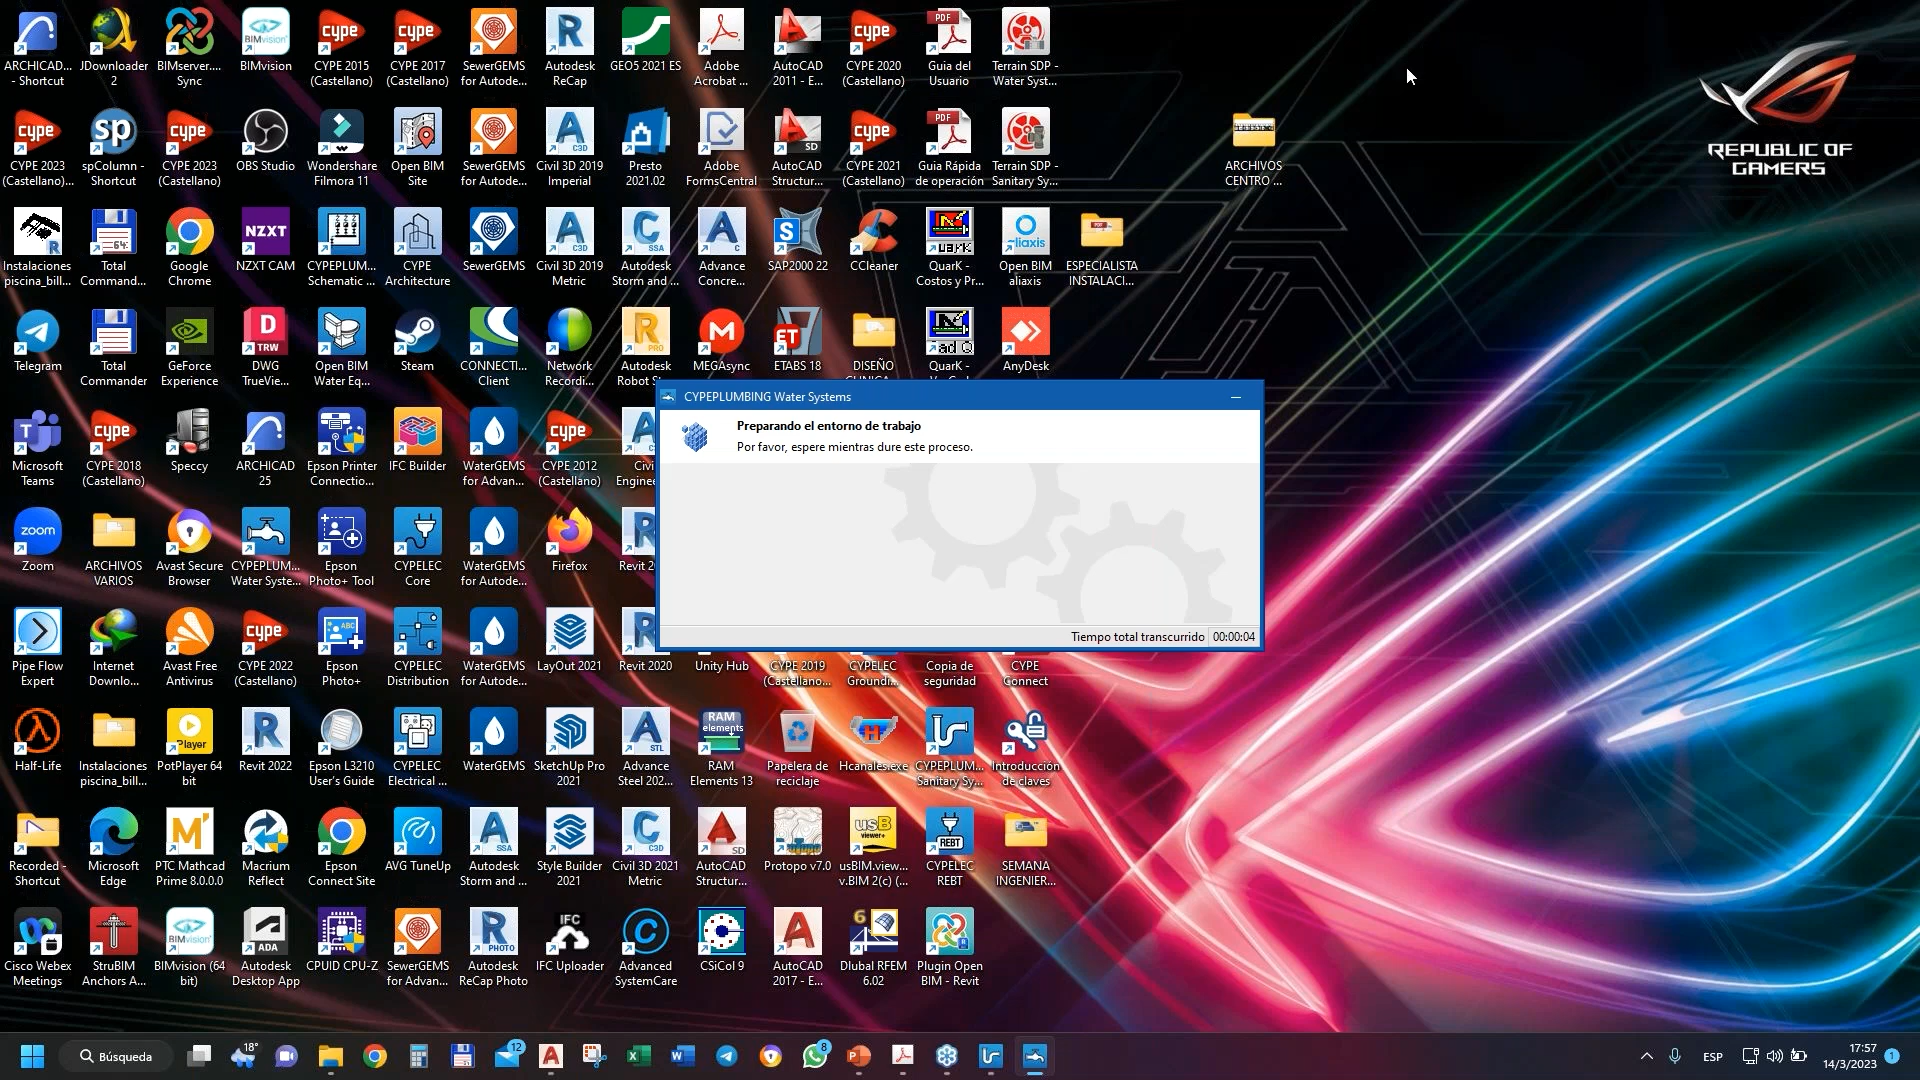 ARCHICAD...
- Shortcut
JDownloader
2
BIMserver....
Sync
BIMvision
CYPE 2015
(Castellano)
CYPE 2017
(Castellano)
SewerGEMS
for Autode...
Autodesk
ReCap
GEO5 2021 ES
Adobe
Acrobat ...
AutoCAD
2011 - E...
CYPE 2020
(Castellano)
Guia del
Usuario
Terrain SDP -
Water Syst...
REPUBLIC OF
GAMERS
CYPE 2023
(Castellano)...
spColumn -
Shortcut
CYPE 2023
(Castellano)
OBS Studio
Wondershare
Filmora 11
Open BIM
Site
SewerGEMS
for Autode...
Civil 3D 2019
Imperial
Presto
2021.02
Adobe
FormsCentral
AutoCAD
Structur...
CYPE 2021
(Castellano)
Guia Rápida
de operación
Terrain SDP -
Sanitary Sy...
ARCHIVOS
CENTRO ...
Instalaciones
piscina_bill...
Total
Command...
Google
Chrome
NZXT CAM
CYPEPLUM...
Schematic ...
CYPE
Architecture
SewerGEMS
Civil 3D 2019
Metric
Autodesk
Storm and ...
Advance
Concre...
SAP2000 22
CCleaner
QuarK -
Costos y Pr...
Open BIM
aliaxis
ESPECIALISTA
INSTALACI...
Telegram
Total
Commander
GeForce
Experience
DWG
TrueVie...
Open BIM
Water Eq...
Steam
CONNECTI...
Client
Network
Recordi...
Autodesk
Robot S
MEGAsync
ETABS 18
DISEÑO
QuarK -
AnyDesk
CYPEPLUMBING Water Systems
Preparando el entorno de trabajo
Por favor, espere mientras dure este proceso.
Tiempo total transcurrido 00:00:04
Microsoft
Teams
CYPE 2018
(Castellano)
Speccy
ARCHICAD
25
Epson Printer
Connectio...
IFC Builder
WaterGEMS
for Advan...
CYPE 2012
(Castellano)
Civi
Enginee
Zoom
ARCHIVOS
VARIOS
Avast Secure
Browser
CYPEPLUM...
Water Syste...
Epson
Photo+ Tool
CYPELEC
Core
WaterGEMS
for Autode...
Firefox
Revit 2
Pipe Flow
Expert
Internet
Downlo...
Avast Free
Antivirus
CYPE 2022
(Castellano)
Epson
Photo+
CYPELEC
Distribution
WaterGEMS
for Autode...
LayOut 2021
Revit 2020
Unity Hub
CYPE 2019
(Castellano...
CYPELEC
Groundi...
Copia de
seguridad
CYPE
Connect
Half-Life
Instalaciones
piscina_bill...
PotPlayer 64
bit
Revit 2022
Epson L3210
User's Guide
CYPELEC
Electrical ...
WaterGEMS
SketchUp Pro
2021
Advance
Steel 202...
RAM
Elements 13
Papelera de
reciclaje
Hcanales.exe
CYPEPLUM...
Sanitary Sy...
Introducción
de claves
Recorded -
Shortcut
Microsoft
Edge
PTC Mathcad
Prime 8.0.0.0
Macrium
Reflect
Epson
Connect Site
AVG TuneUp
Autodesk
Storm and ...
Style Builder
2021
Civil 3D 2021
Metric
AutoCAD
Structur...
Protopo v7.0
usBIM.view...
v.BIM 2(c) (...
CYPELEC
REBT
SEMANA
INGENIER...
Cisco Webex
Meetings
StruBIM
Anchors A...
BIMvision (64
bit)
Autodesk
Desktop App
CPUID CPU-Z
SewerGEMS
for Advan...
Autodesk
ReCap Photo
IFC Uploader
Advanced
SystemCare
CSiCol 9
AutoCAD
2017 - E...
Dlubal RFEM
6.02
Plugin Open
BIM - Revit
Búsqueda
18°
12
8
ESP
17:57
14/3/2023
1